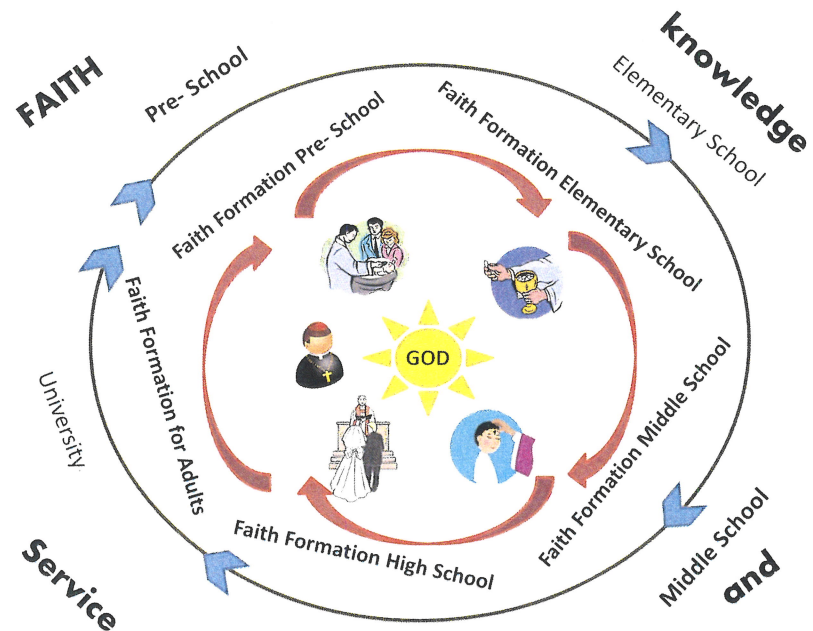 FAITH
Pre- School
knowledge
Elementary School
Faith Formation Pre- School
Faith Formation Elementary School
GOD
Faith Formation for Adults
Faith Formation Middle School
University
Faith Formation High School
Middle School
Service
and